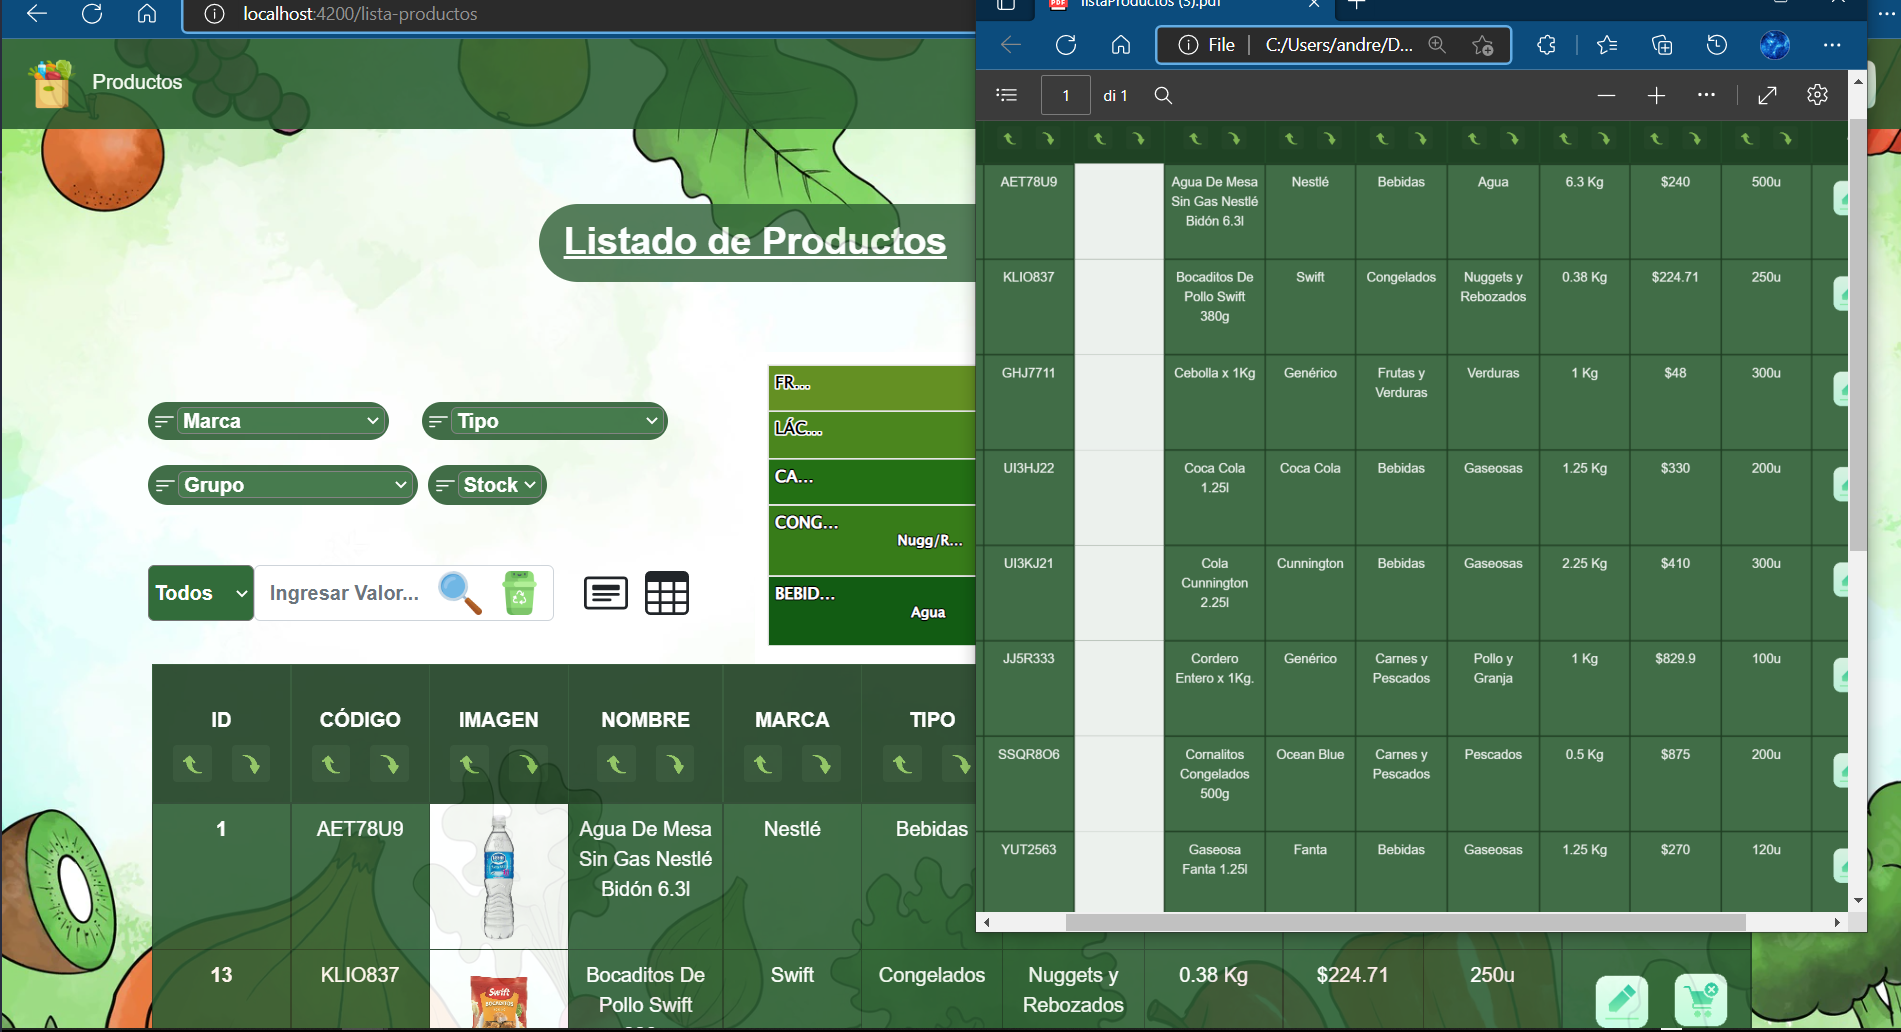 localhost:4200/lista-productos
Productos
Listado de Productos
Marca
Tipo
Grupo
Stock
Todos
Ingresar Valor...
FR...
LÁC...
CA...
CONG...
Nugg/R...
BEBID...
Agua
ID
CÓDIGO
IMAGEN
NOMBRE
MARCA
TIPO
1
AET78U9
Agua De Mesa
Sin Gas Nestlé
Bidón 6.3l
Nestlé
Bebidas
13
KLIO837
Swift
BOCADITOS
Bocaditos De
Pollo Swift
Swift
Congelados
Nuggets y
Rebozados
0.38 Kg
$224.71
250u
listaProductos (3).pdf
File
C:/Users/andre/D...
1
di 1
AET78U9
Agua De Mesa
Sin Gas Nestlé
Bidón 6.3l
Nestlé
Bebidas
Agua
6.3 Kg
$240
500u
KLIO837
Bocaditos De
Pollo Swift
380g
Swift
Congelados
Nuggets y
Rebozados
0.38 Kg
$224.71
250u
GHJ7711
Cebolla x 1Kg
Genérico
Frutas y
Verduras
Verduras
1 Kg
$48
300u
UI3HJ22
Coca Cola
1.25l
Coca Cola
Bebidas
Gaseosas
1.25 Kg
$330
200u
UI3KJ21
Cola
Cunnington
2.25l
Cunnington
Bebidas
Gaseosas
2.25 Kg
$410
300u
JJ5R333
Cordero
Entero x 1Kg.
Genérico
Carnes y
Pescados
Pollo y
Granja
1 Kg
$829.9
100u
SSQR8O6
Cornalitos
Congelados
500g
Ocean Blue
Carnes y
Pescados
Pescados
0.5 Kg
$875
200u
YUT2563
Gaseosa
Fanta 1.25l
Fanta
Bebidas
Gaseosas
1.25 Kg
$270
120u